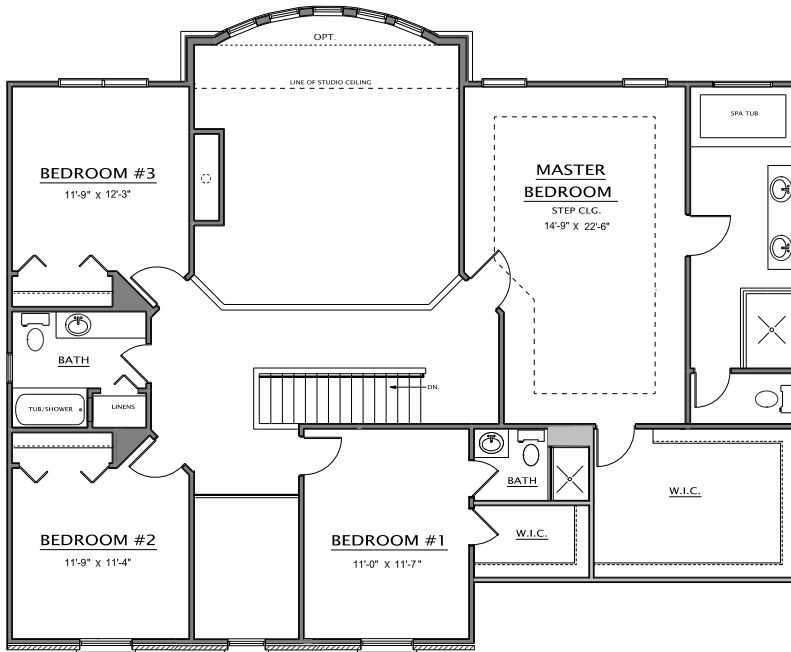 OPT.
LINE OF STUDIO CEILING
SPA TUB
BEDROOM #3
11'-9" X 12'-3"
MASTER
BEDROOM
STEP CLG.
14'-9" X 22'-6"
BATH
DN.
TUB/SHOWER
LINENS
BATH
W.I.C.
W.I.C.
BEDROOM #2
11'-9" X 11'-4"
BEDROOM #1
11'-0" X 11'-7"